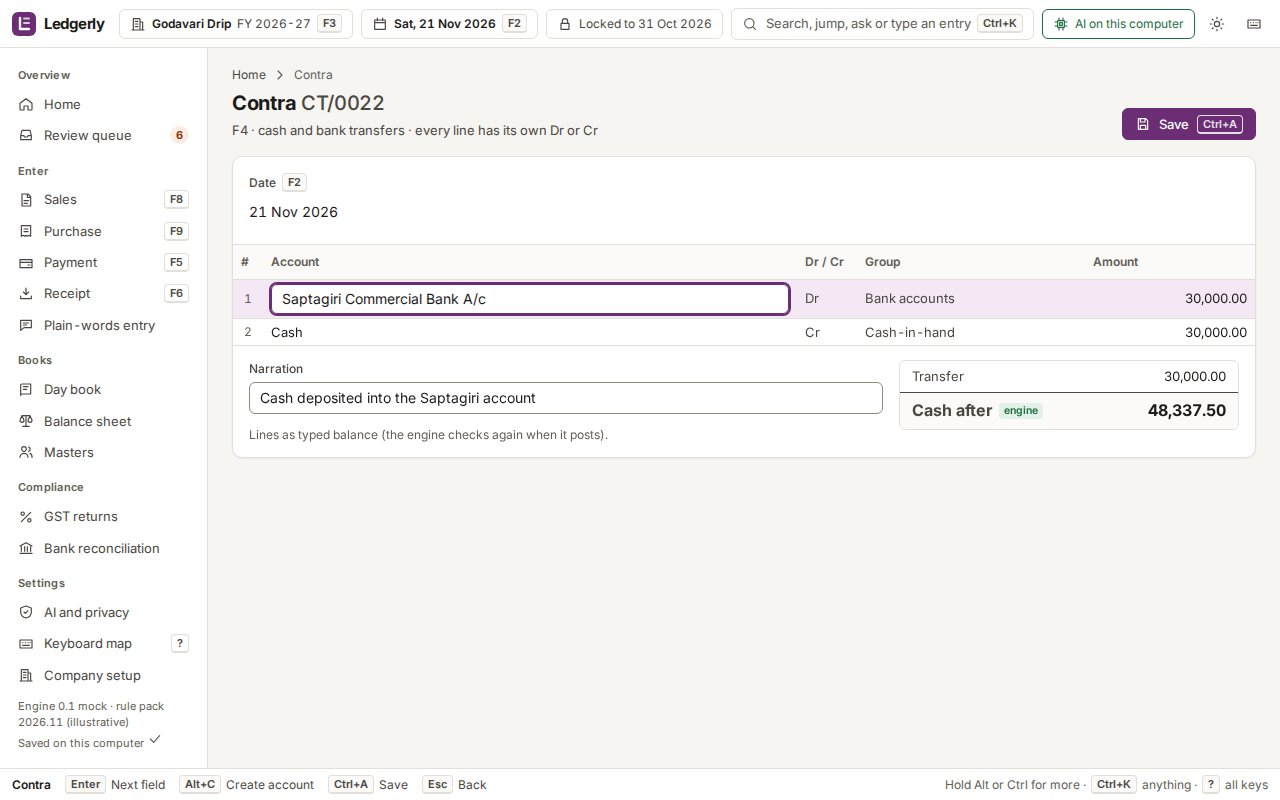 Ledgerly
Godavari Drip FY 2026-27 F3
Sat, 21 Nov 2026 F2
Locked to 31 Oct 2026
Search, jump, ask or type an entry Ctrl+K
AI on this computer
Overview
Home
Review queue 6
Enter
Sales F8
Purchase F9
Payment F5
Receipt F6
Plain-words entry
Books
Day book
Balance sheet
Masters
Compliance
GST returns
Bank reconciliation
Settings
AI and privacy
Keyboard map ?
Company setup
Engine 0.1 mock · rule pack
2026.11 (illustrative)
Saved on this computer
Home Contra
Contra CT/0022
F4 · cash and bank transfers · every line has its own Dr or Cr
Save Ctrl+A
Date F2
21 Nov 2026
# Account Dr / Cr Group Amount
1 Saptagiri Commercial Bank A/c Dr Bank accounts 30,000.00
2 Cash Cr Cash-in-hand 30,000.00
Narration
Cash deposited into the Saptagiri account
Lines as typed balance (the engine checks again when it posts).
Transfer 30,000.00
Cash after engine 48,337.50
Contra Enter Next field Alt+C Create account Ctrl+A Save Esc Back
Hold Alt or Ctrl for more · Ctrl+K anything · ? all keys